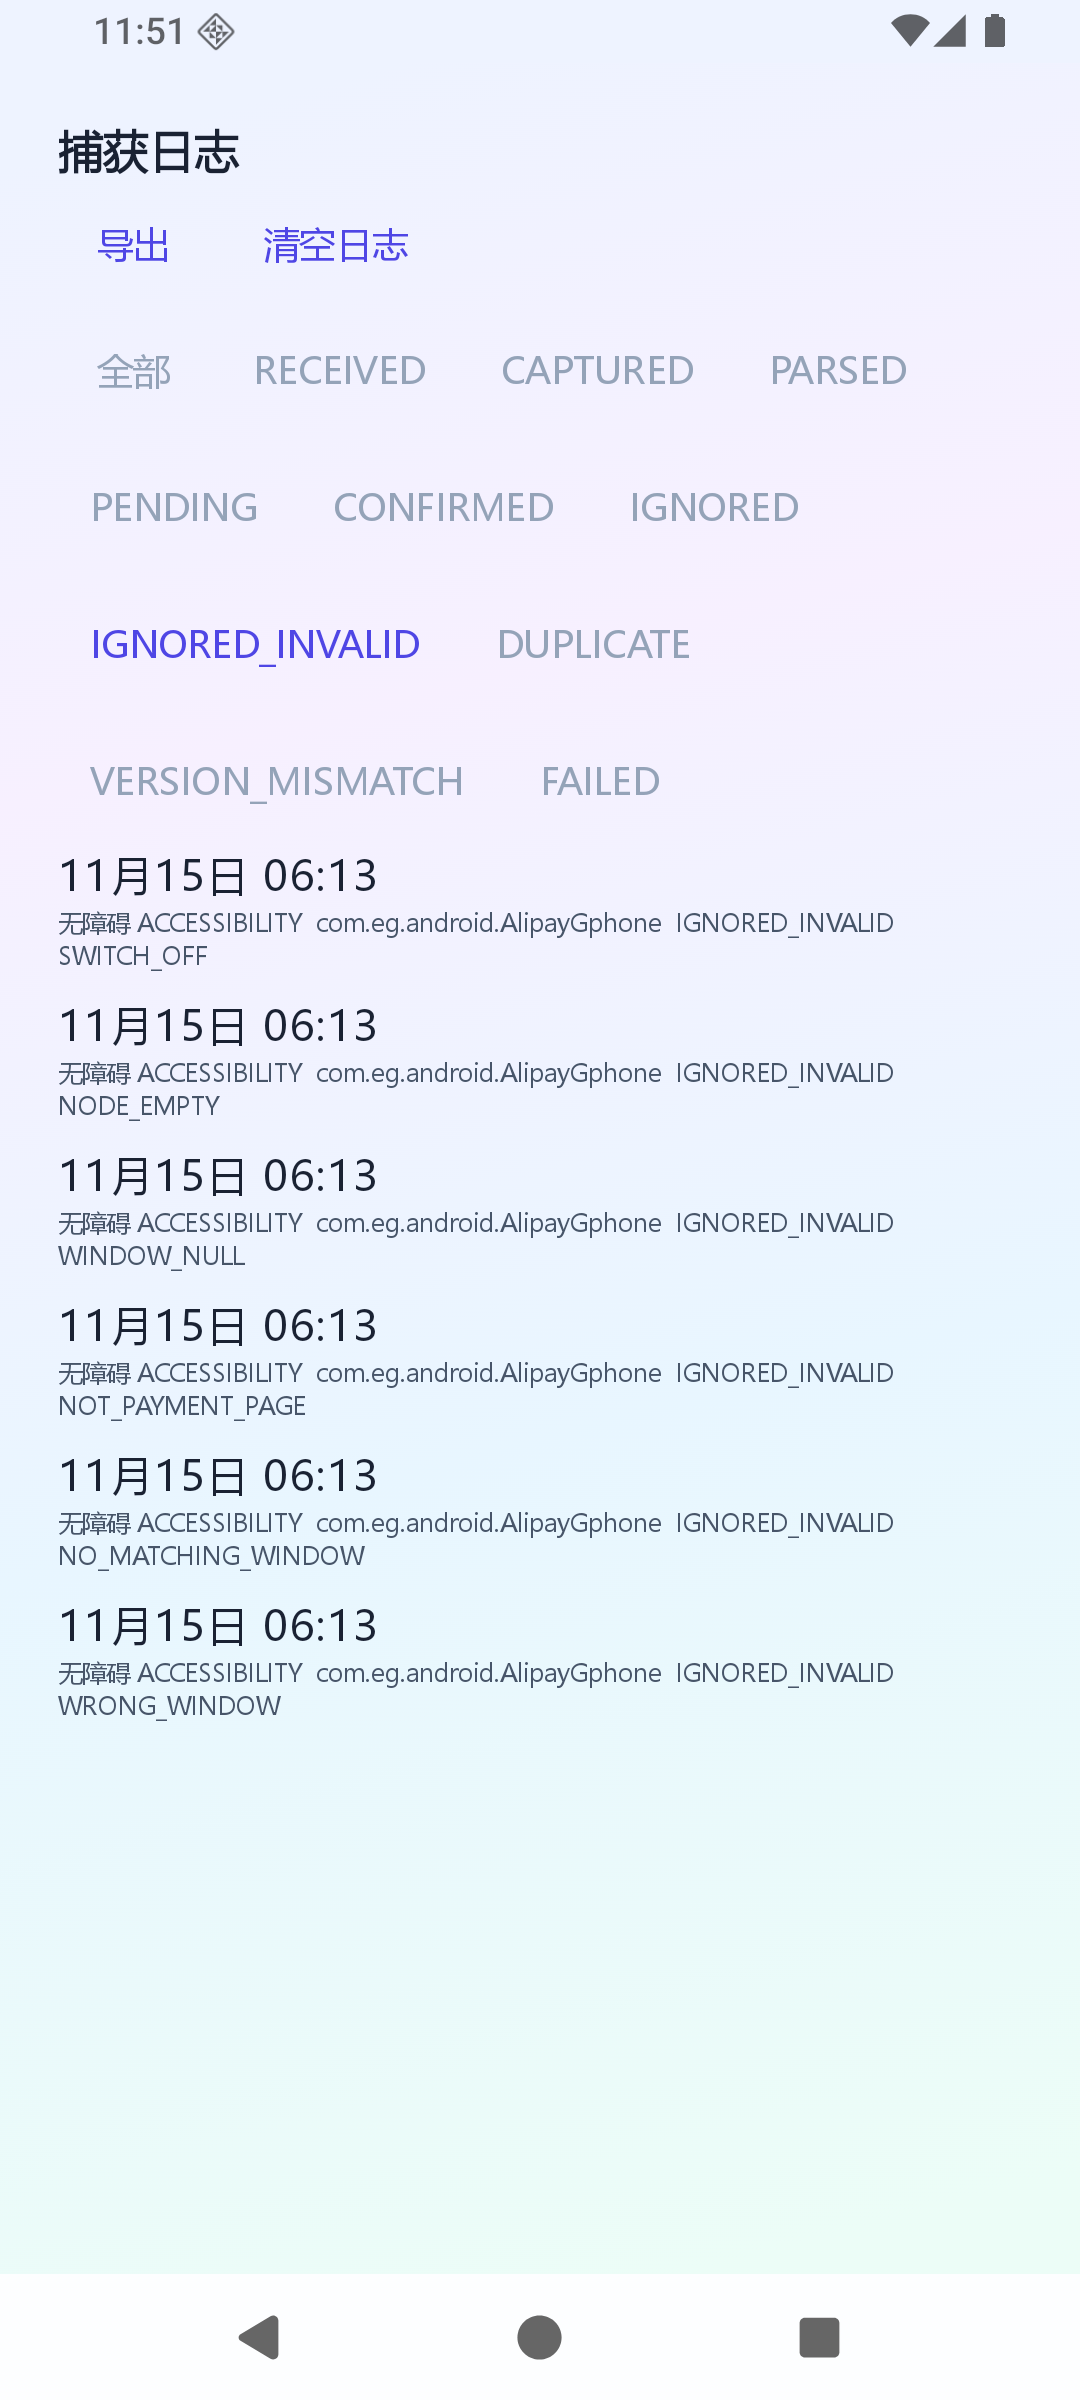 11:51
捕获日志
导出 清空日志
全部 RECEIVED CAPTURED PARSED
PENDING CONFIRMED IGNORED
IGNORED_INVALID DUPLICATE
VERSION_MISMATCH FAILED
11月15日 06:13
无障碍 ACCESSIBILITY com.eg.android.AlipayGphone IGNORED_INVALID
SWITCH_OFF
11月15日 06:13
无障碍 ACCESSIBILITY com.eg.android.AlipayGphone IGNORED_INVALID
NODE_EMPTY
11月15日 06:13
无障碍 ACCESSIBILITY com.eg.android.AlipayGphone IGNORED_INVALID
WINDOW_NULL
11月15日 06:13
无障碍 ACCESSIBILITY com.eg.android.AlipayGphone IGNORED_INVALID
NOT_PAYMENT_PAGE
11月15日 06:13
无障碍 ACCESSIBILITY com.eg.android.AlipayGphone IGNORED_INVALID
NO_MATCHING_WINDOW
11月15日 06:13
无障碍 ACCESSIBILITY com.eg.android.AlipayGphone IGNORED_INVALID
WRONG_WINDOW